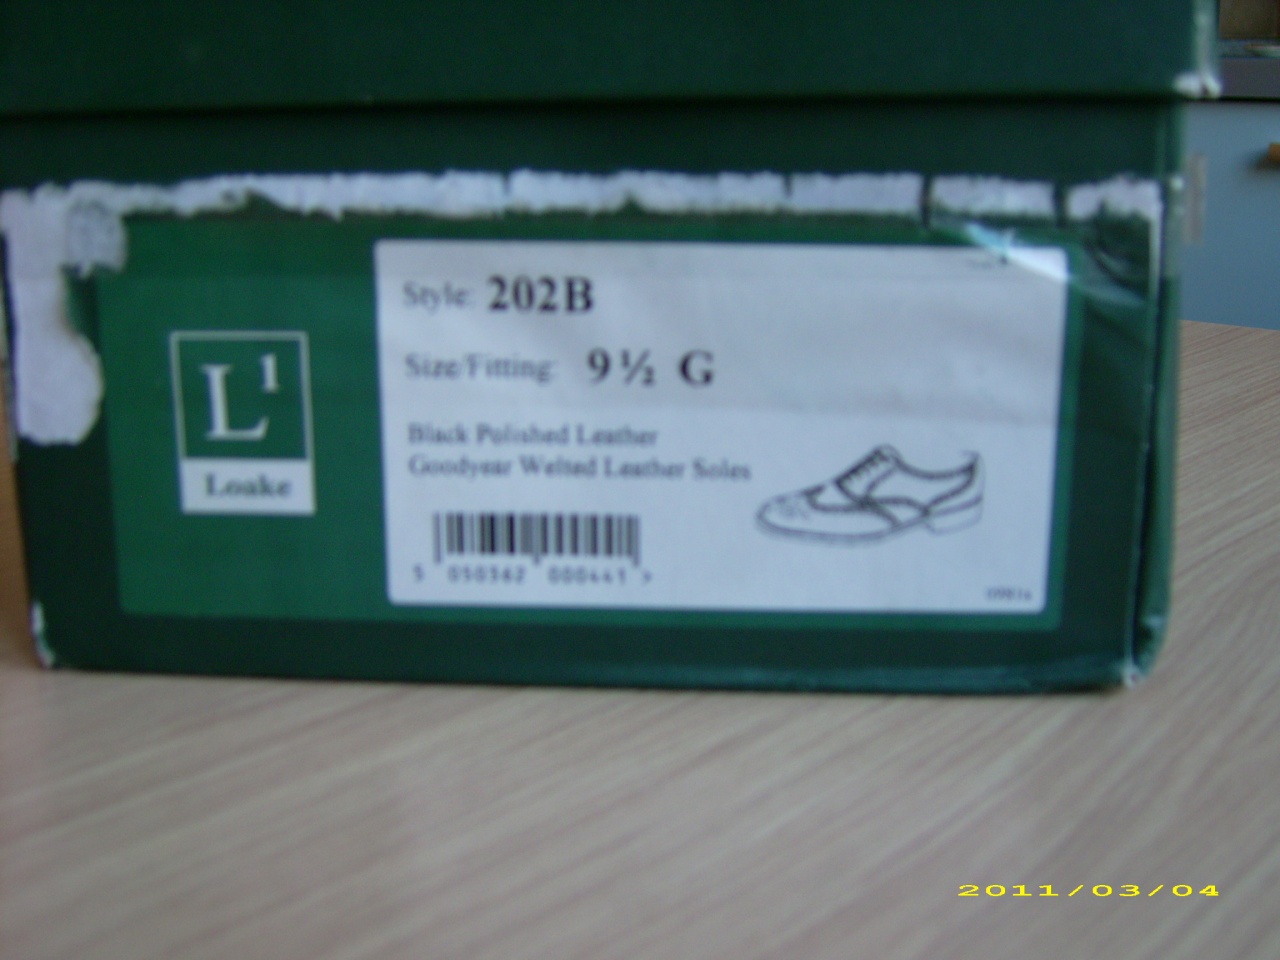 L1
Loake
Style: 202B
Size/Fitting: 9½ G
Black Polished Leather
Goodyear Welted Leather Soles
5 050362 000441 >
2011/03/04